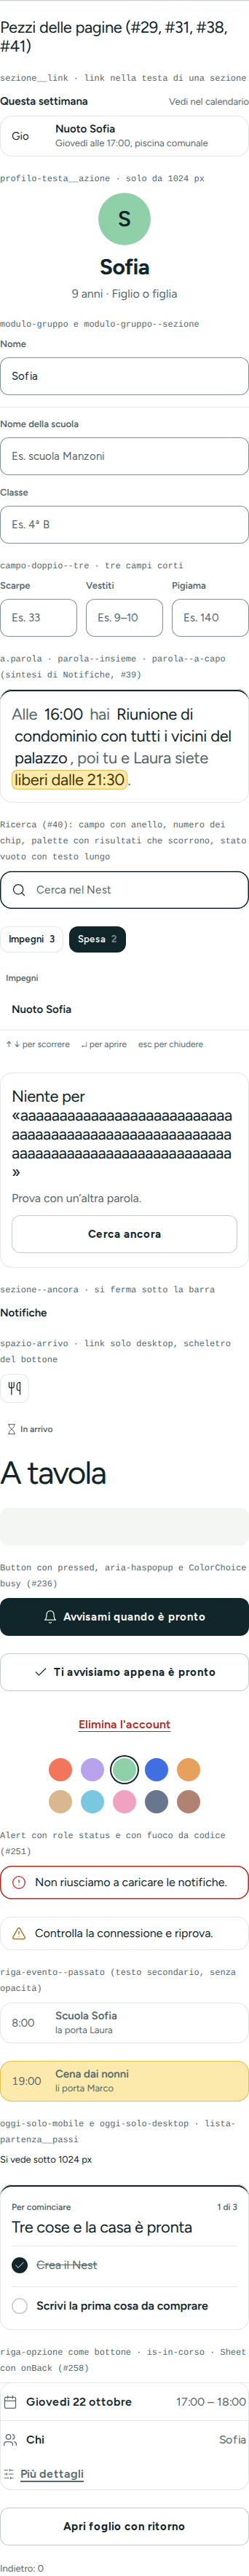 Pezzi delle pagine (#29, #31, #38,
#41)
sezione__link · link nella testa di una sezione
Questa settimana
Vedi nel calendario
Gio
Nuoto Sofia
Giovedì alle 17:00, piscina comunale
profilo-testa__azione · solo da 1024 px
S
Sofia
9 anni · Figlio o figlia
modulo-gruppo e modulo-gruppo--sezione
Nome
Sofia
Nome della scuola
Es. scuola Manzoni
Classe
Es. 4ª B
campo-doppio--tre · tre campi corti
Scarpe
Vestiti
Pigiama
Es. 33
Es. 9–10
Es. 140
a.parola · parola--insieme · parola--a-capo
(sintesi di Notifiche, #39)
Alle 16:00 hai Riunione di
condominio con tutti i vicini del
palazzo, poi tu e Laura siete
liberi dalle 21:30.
Ricerca (#40): campo con anello, numero dei
chip, palette con risultati che scorrono, stato
vuoto con testo lungo
Cerca nel Nest
Impegni 3
Spesa 2
Impegni
Nuoto Sofia
↑ ↓ per scorrere
↵ per aprire
esc per chiudere
Niente per
«aaaaaaaaaaaaaaaaaaaaaaaaaaa
aaaaaaaaaaaaaaaaaaaaaaaaaaa
aaaaaaaaaaaaaaaaaaaaaaaaaaa
»
Prova con un'altra parola.
Cerca ancora
sezione--ancora · si ferma sotto la barra
Notifiche
spazio-arrivo · link solo desktop, scheletro
del bottone
In arrivo
A tavola
Button con pressed, aria-haspopup e ColorChoice
busy (#236)
Avvisami quando è pronto
Ti avvisiamo appena è pronto
Elimina l'account
Alert con role status e con fuoco da codice
(#251)
Non riusciamo a caricare le notifiche.
Controlla la connessione e riprova.
riga-evento--passato (testo secondario, senza
opacità)
8:00
Scuola Sofia
la porta Laura
19:00
Cena dai nonni
li porta Marco
oggi-solo-mobile e oggi-solo-desktop · lista-
partenza__passi
Si vede sotto 1024 px
Per cominciare
1 di 3
Tre cose e la casa è pronta
Crea il Nest
Scrivi la prima cosa da comprare
riga-opzione come bottone · is-in-corso · Sheet
con onBack (#258)
Giovedì 22 ottobre
17:00 – 18:00
Chi
Sofia
Più dettagli
Apri foglio con ritorno
Indietro: 0